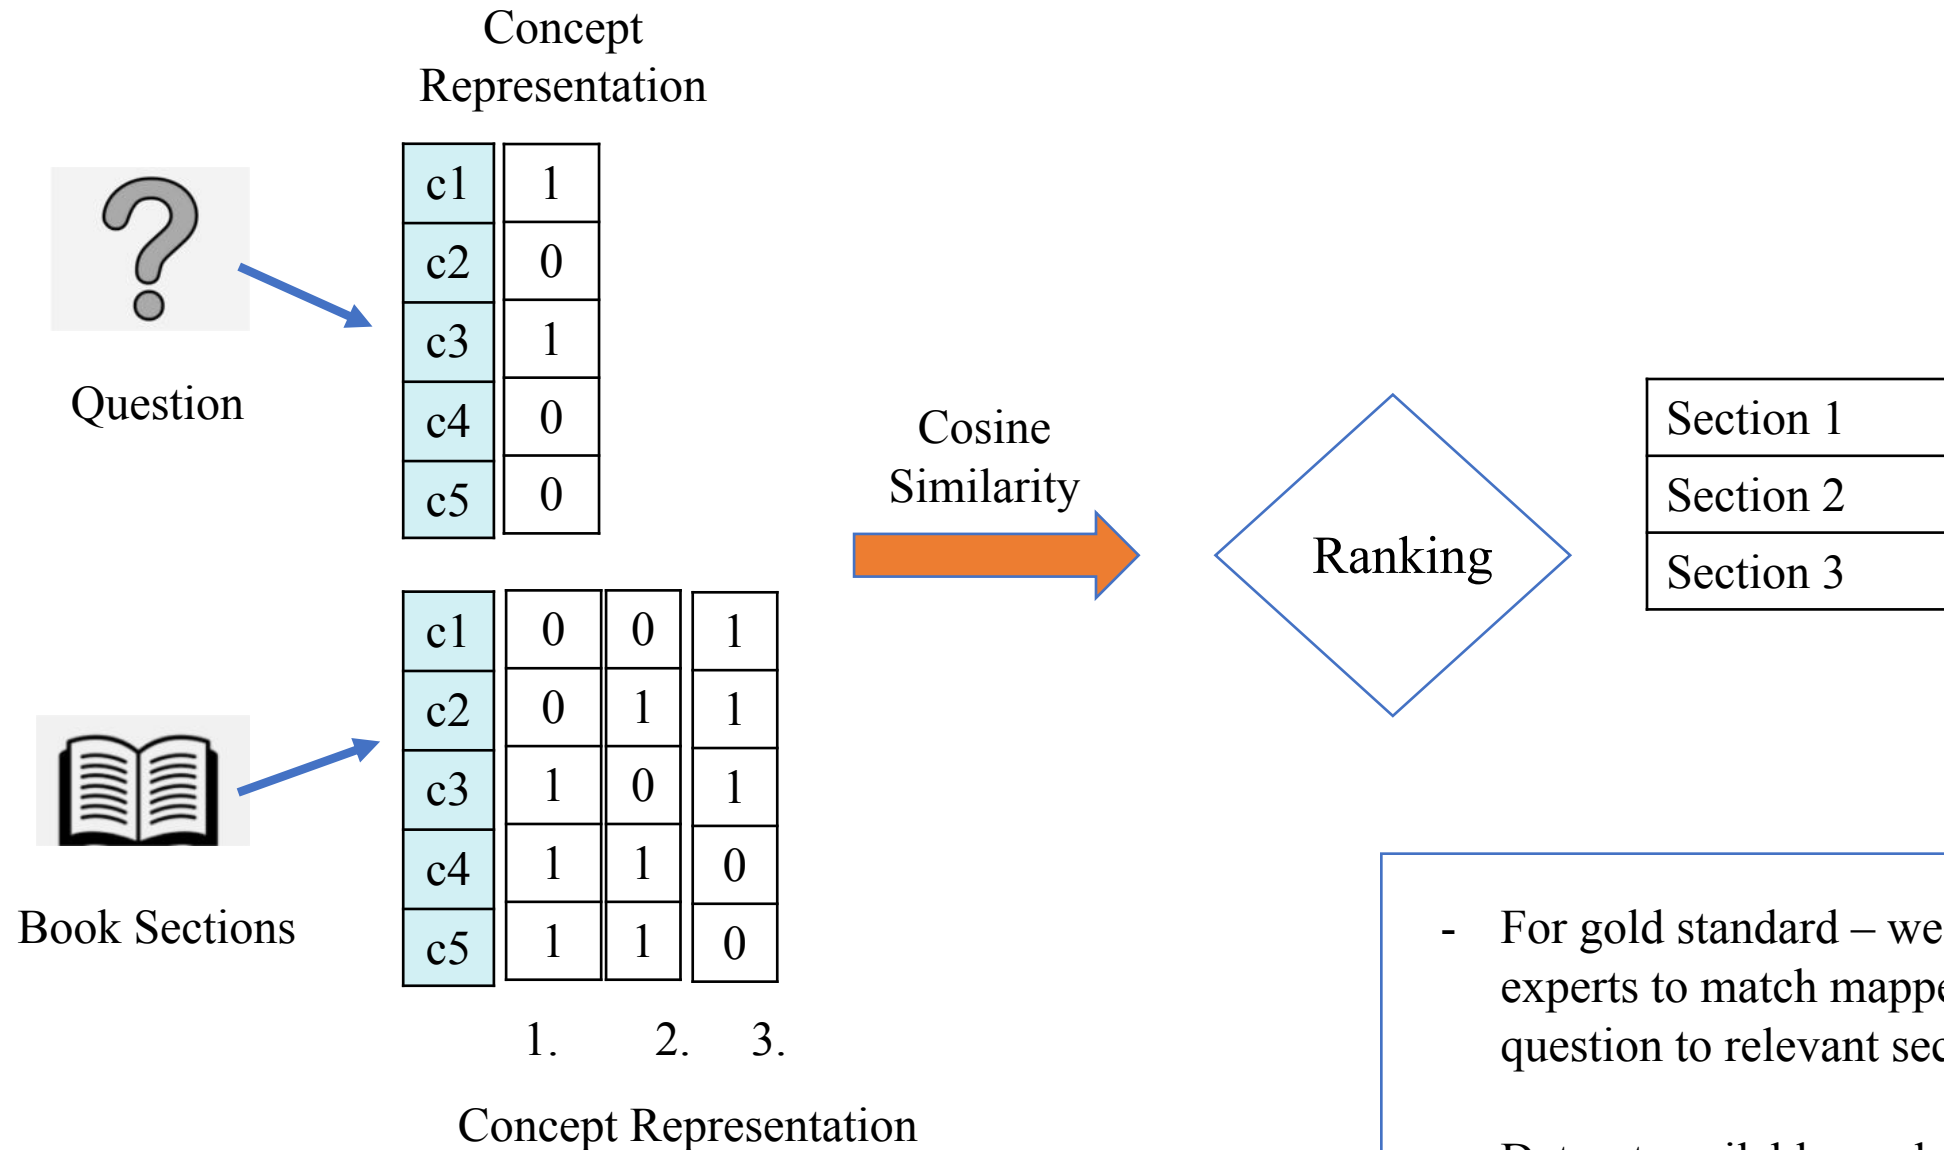 Concept
Representation
c1 1
c2 0
c3 1
c4 0
c5 0
Question
Cosine
Similarity
Ranking
Section 1
Section 2
Section 3
c1 0 0 1
c2 0 1 1
c3 1 0 1
c4 1 1 0
c5 1 1 0
Book Sections
1. 2. 3.
Concept Representation
- For gold standard – we
experts to match
question to relevant